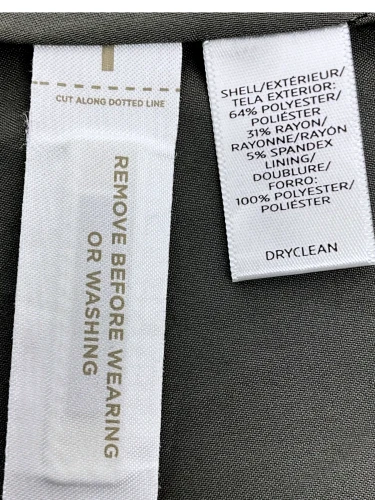 CUT ALONG DOTTED LINE
REMOVE BEFORE WEARING
OR WASHING
SHELL/EXTÉRIEUR/
TELA EXTERIOR:
64% POLYESTER/
POLIÉSTER
31% RAYON/
RAYONNE/RAYÓN
5% SPANDEX
LINING/
DOUBLURE/
FORRO:
100% POLYESTER/
POLIÉSTER
DRYCLEAN